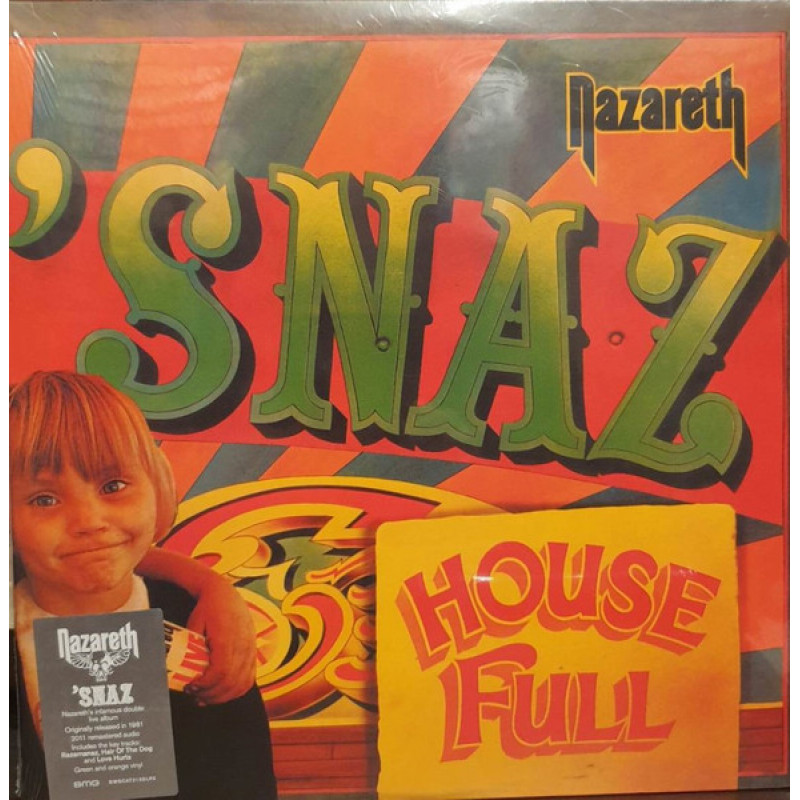 Nazareth
'SNAZ
HOUSE
FULL
Nazareth
'SNAZ
Nazareth's infamous double
live album
Originally released in 1981
2011 remastered audio
Includes the key tracks:
Razamanaz, Hair Of The Dog
and Love Hurts
Green and orange vinyl
BMG